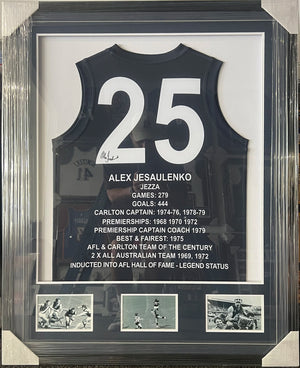 25
ALEX JESAULENKO
JEZZA
GAMES: 279
GOALS: 444
CARLTON CAPTAIN: 1974-76, 1978-79
PREMIERSHIPS: 1968 1970 1972
PREMIERSHIP CAPTAIN COACH 1979
BEST & FAIREST: 1975
AFL & CARLTON TEAM OF THE CENTURY
2 X ALL AUSTRALIAN TEAM 1969, 1972
INDUCTED INTO AFL HALL OF FAME - LEGEND STATUS